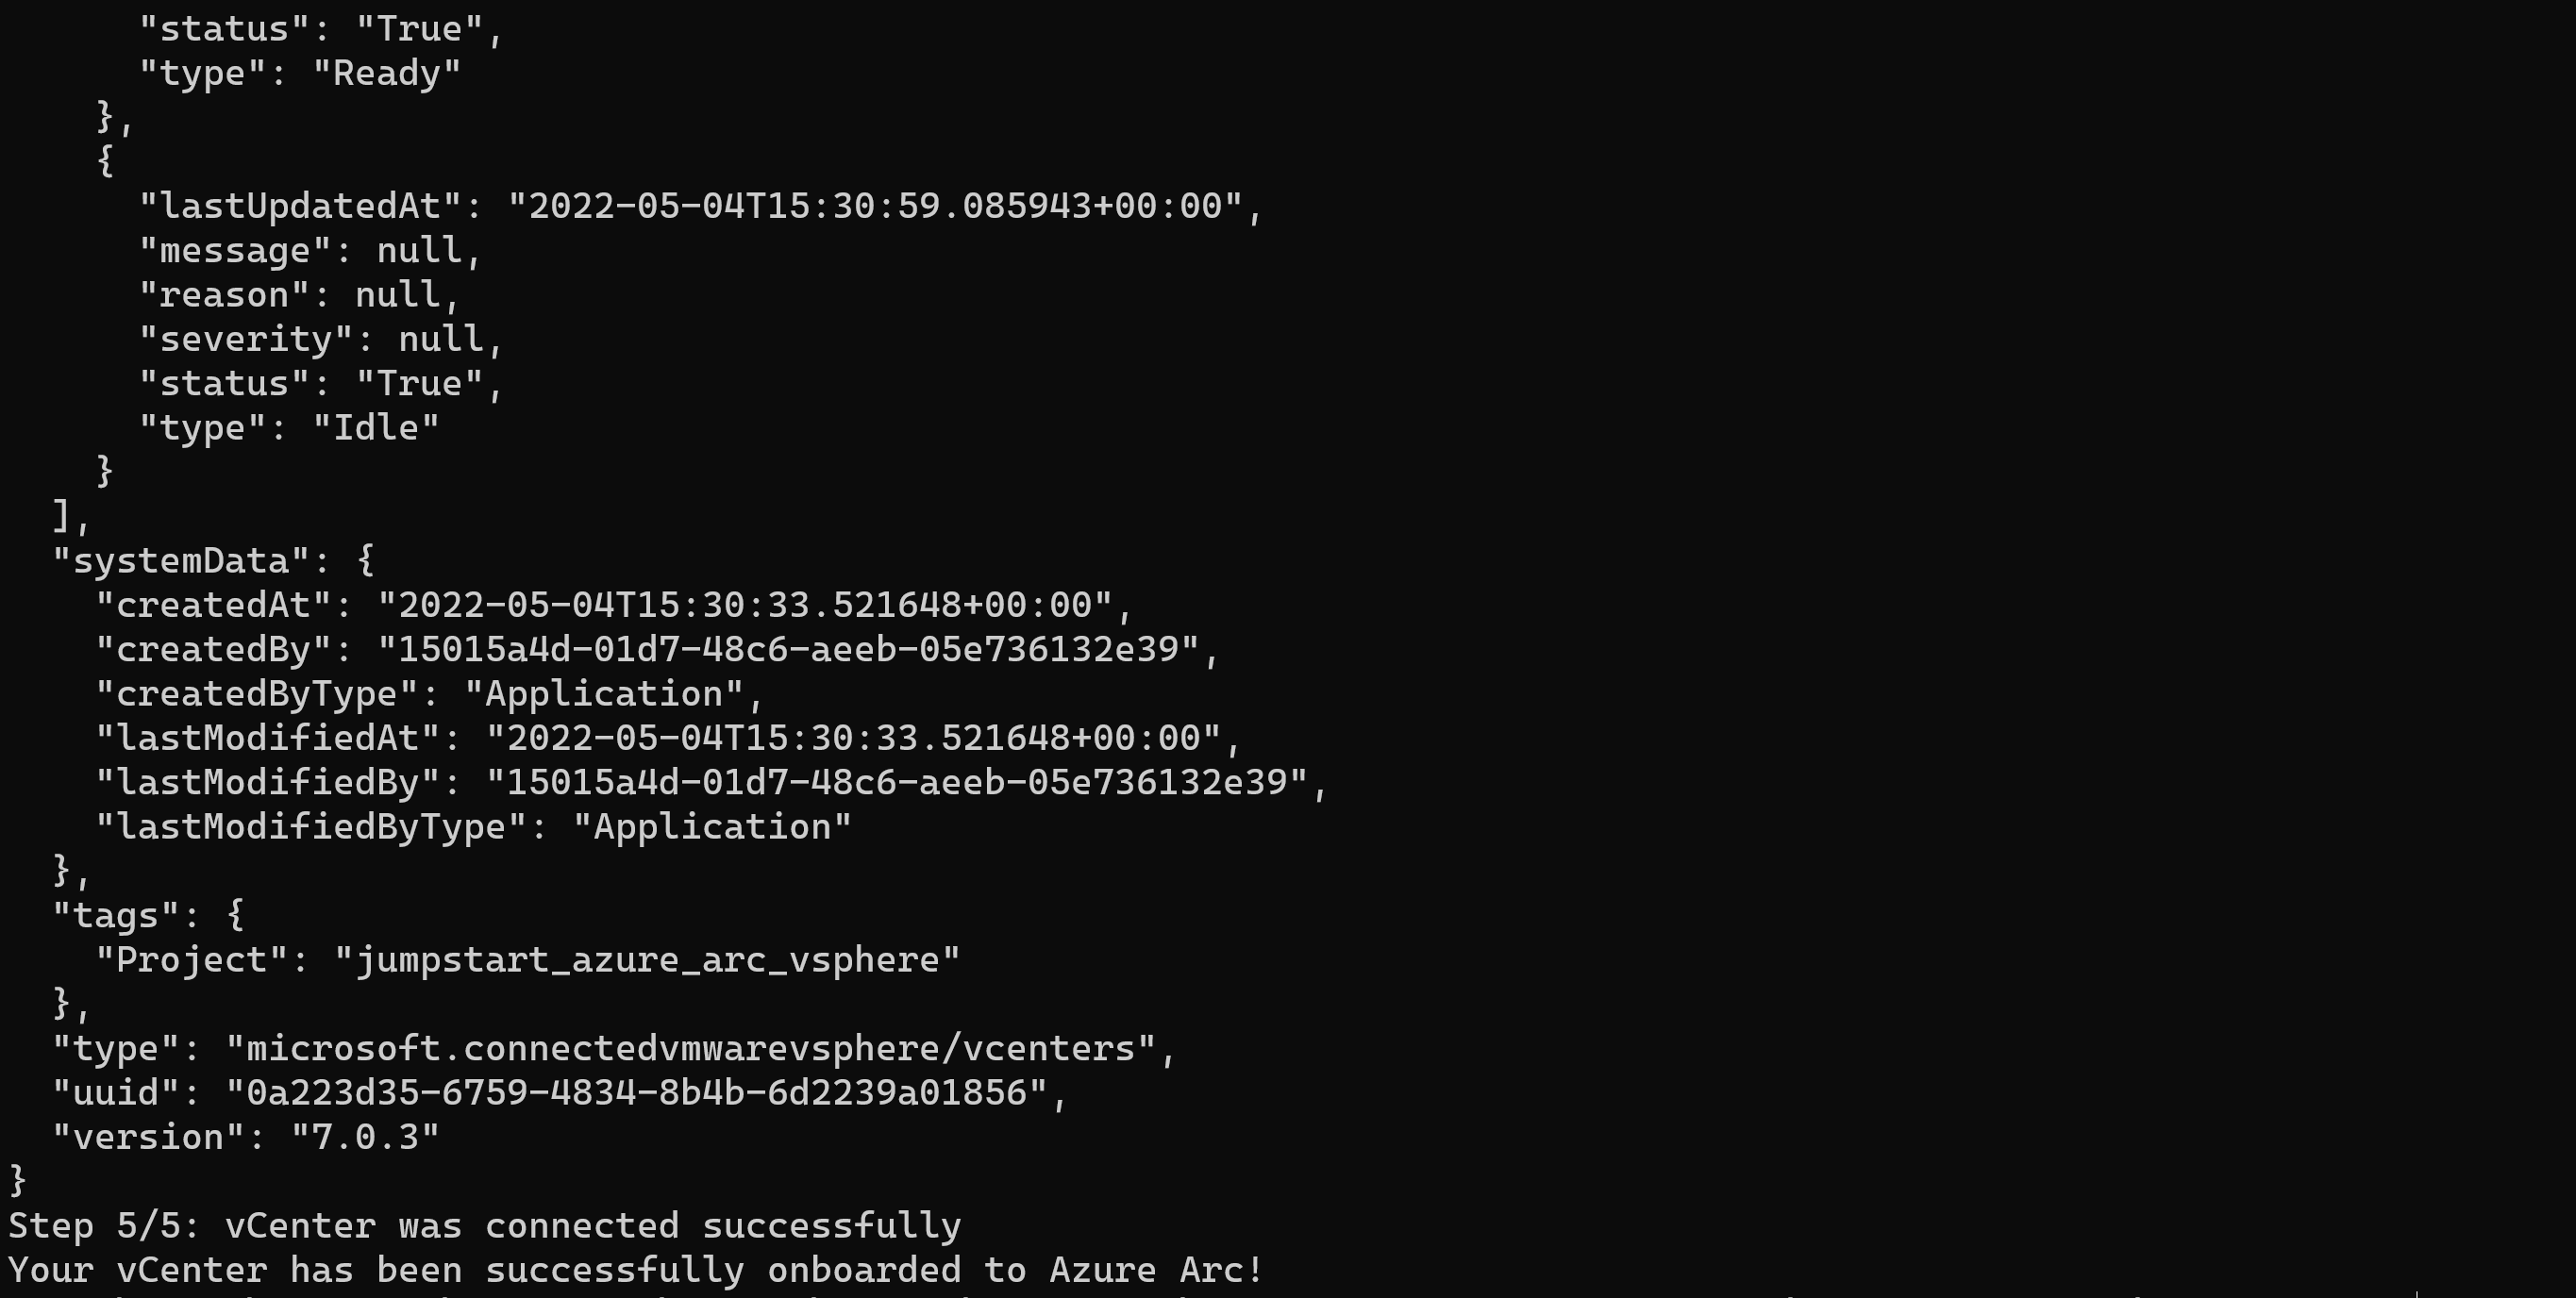 "status": "True",
      "type": "Ready"
    },
    {
      "lastUpdatedAt": "2022-05-04T15:30:59.085943+00:00",
      "message": null,
      "reason": null,
      "severity": null,
      "status": "True",
      "type": "Idle"
    }
  ],
  "systemData": {
    "createdAt": "2022-05-04T15:30:33.521648+00:00",
    "createdBy": "15015a4d-01d7-48c6-aeeb-05e736132e39",
    "createdByType": "Application",
    "lastModifiedAt": "2022-05-04T15:30:33.521648+00:00",
    "lastModifiedBy": "15015a4d-01d7-48c6-aeeb-05e736132e39",
    "lastModifiedByType": "Application"
  },
  "tags": {
    "Project": "jumpstart_azure_arc_vsphere"
  },
  "type": "microsoft.connectedvmwarevsphere/vcenters",
  "uuid": "0a223d35-6759-4834-8b4b-6d2239a01856",
  "version": "7.0.3"
}
Step 5/5: vCenter was connected successfully
Your vCenter has been successfully onboarded to Azure Arc!